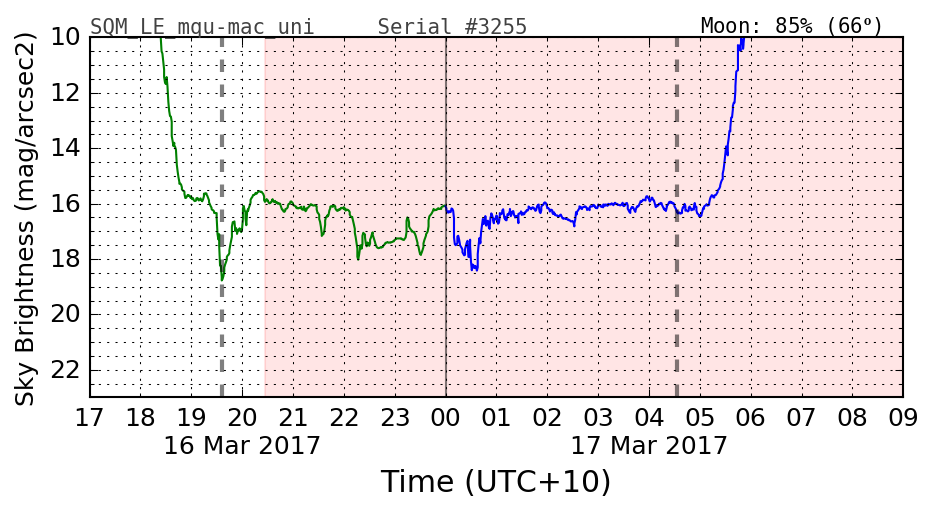 SQM_LE_mqu-mac_uni Serial #3255 Moon: 85% (66°)
Sky Brightness (mag/arcsec2)
10
12
14
16
18
20
22
17 18 19 20 21 22 23 00 01 02 03 04 05 06 07 08 09
16 Mar 2017 17 Mar 2017
Time (UTC+10)